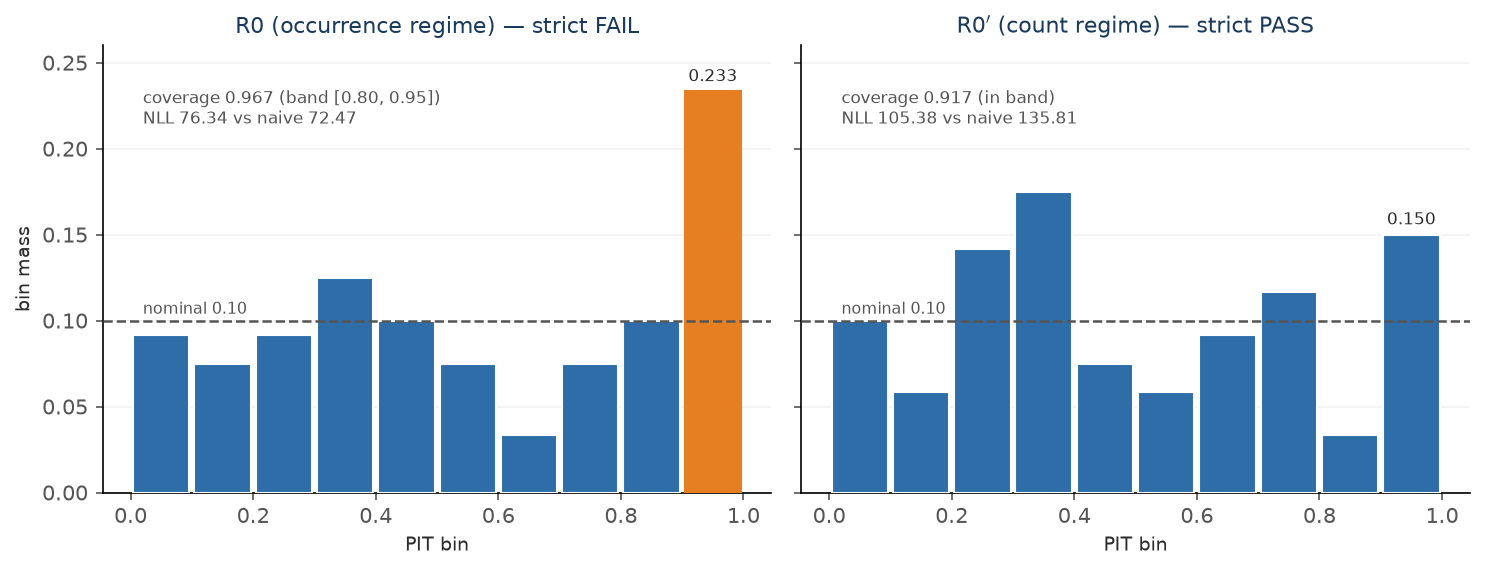 R0 (occurrence regime) — strict FAIL
coverage 0.967 (band [0.80, 0.95])
NLL 76.34 vs naive 72.47
0.233
nominal 0.10
bin mass
0.25
0.20
0.15
0.10
0.05
0.00
0.0 0.2 0.4 0.6 0.8 1.0
PIT bin
R0′ (count regime) — strict PASS
coverage 0.917 (in band)
NLL 105.38 vs naive 135.81
0.150
nominal 0.10
0.0 0.2 0.4 0.6 0.8 1.0
PIT bin